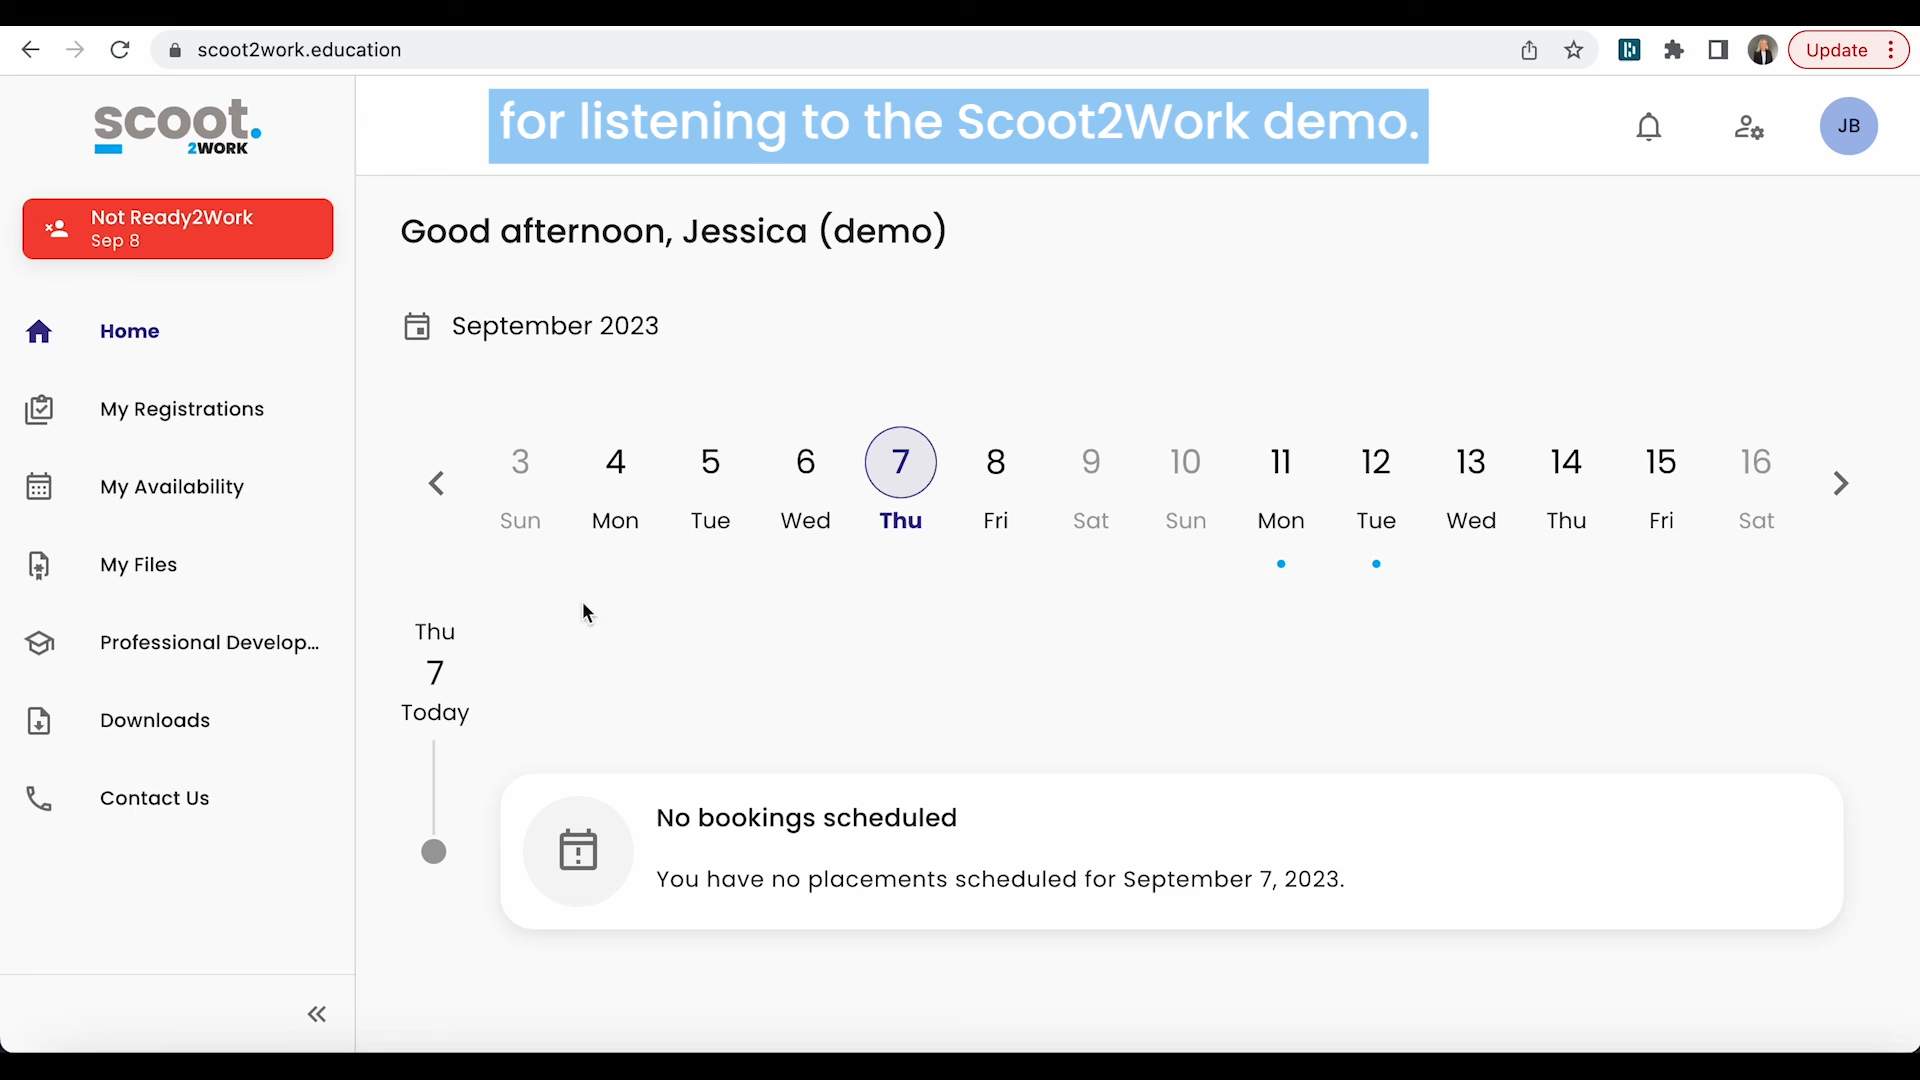 scoot2work.education
Update
scoot.
2WORK
for listening to the Scoot2Work demo.
JB
Not Ready2Work
Sep 8
Home
My Registrations
My Availability
My Files
Professional Develop...
Downloads
Contact Us
Good afternoon, Jessica (demo)
September 2023
3 4 5 6 7 8 9 10 11 12 13 14 15 16
Sun Mon Tue Wed Thu Fri Sat Sun Mon Tue Wed Thu Fri Sat
Thu
7
Today
No bookings scheduled
You have no placements scheduled for September 7, 2023.